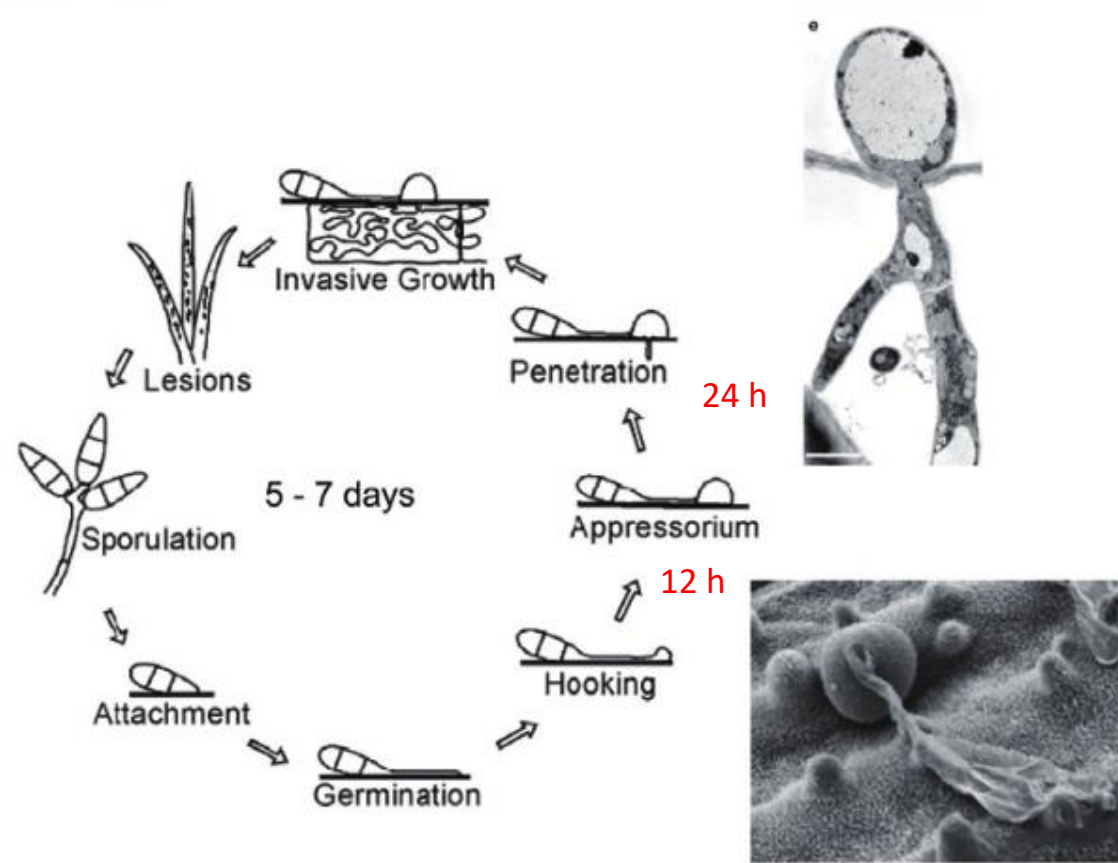 e
Invasive Growth
Penetration
24 h
Lesions
5 - 7 days
Appressorium
Sporulation
12 h
Hooking
Attachment
Germination